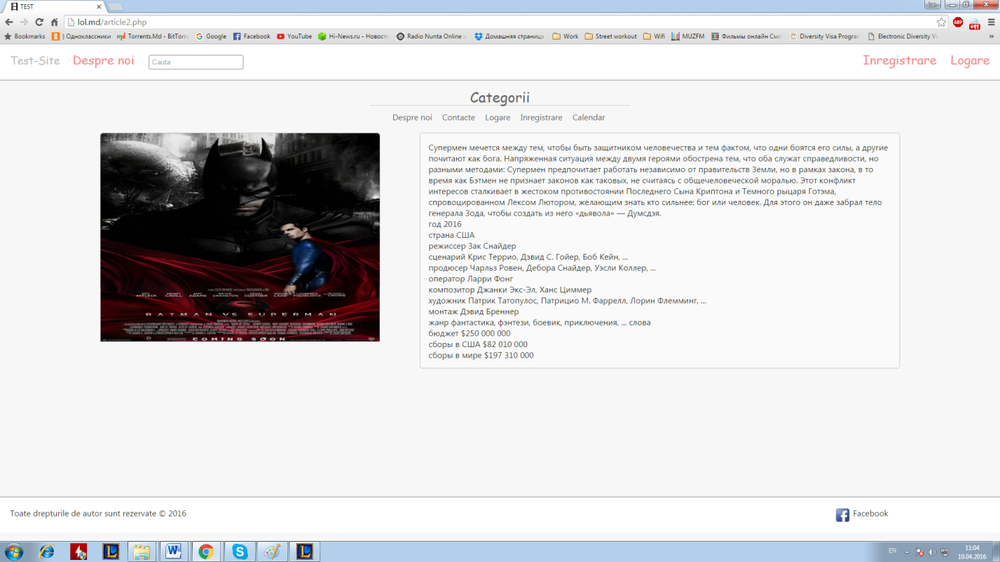 TEST
Ion
lol.md/article2.php
ABP
+11
Bookmarks
) Одноклассники
Torrents.Md - BitTorre
Google
Facebook
YouTube
Hi-News.ru - Новости
Radio Nunta Online ::
Домашняя страница
Work
Street workout
Wifi
MUZFM
Фильмы онлайн Смо
Diversity Visa Program
Electronic Diversity Vi
»
Test-Site Despre noi Cauta Inregistrare Logare
Categorii
Despre noi Contacte Logare Inregistrare Calendar
BEN AFFLECK HENRY CAVILL AMY ADAMS BRYAN CRANSTON KEVIN COSTNER DIANE LANE LAURENCE FISHBURNE RUSSELL CROWE
BATMAN VS SUPERMAN
COMING SOON
Супермен мечется между тем, чтобы быть защитником человечества и тем фактом, что одни боятся его силы, а другие
почитают как бога. Напряженная ситуация между двумя героями обострена тем, что оба служат справедливости, но
разными методами: Супермен предпочитает работать независимо от правительств Земли, но в рамках закона, в то
время как Бэтмен не признает законов как таковых, не считаясь с общечеловеческой моралью. Этот конфликт
интересов сталкивает в жестоком противостоянии Последнего Сына Криптона и Темного рыцаря Готэма,
спровоцированном Лексом Лютором, желающим знать кто сильнее: бог или человек. Для этого он даже забрал тело
генерала Зода, чтобы создать из него «дьявола» — Думсдэя.
год 2016
страна США
режиссер Зак Снайдер
сценарий Крис Террио, Дэвид С. Гойер, Боб Кейн, ...
продюсер Чарльз Ровен, Дебора Снайдер, Уэсли Коллер, ...
оператор Ларри Фонг
композитор Джанки Экс-Эл, Ханс Циммер
художник Патрик Татопулос, Патрицио М. Фаррелл, Лорин Флемминг, ...
монтаж Дэвид Бреннер
жанр фантастика, фэнтези, боевик, приключения, ... слова
бюджет $250 000 000
сборы в США $82 010 000
сборы в мире $197 310 000
Toate drepturile de autor sunt rezervate © 2016
Facebook
EN
11:04
10.04.2016